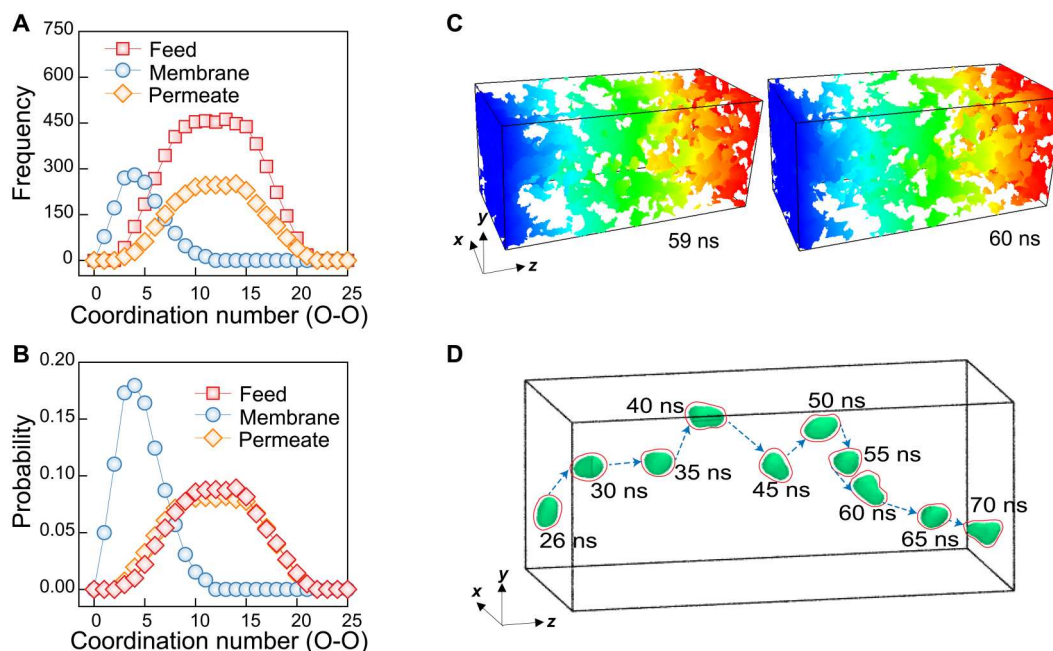 A
750
600
450
300
150
0
Frequency
Feed
Membrane
Permeate
0 5 10 15 20 25
Coordination number (O-O)
B
0.20
0.15
0.10
0.05
0.00
Probability
Feed
Membrane
Permeate
0 5 10 15 20 25
Coordination number (O-O)
C
y
x
z
59 ns
60 ns
D
26 ns
30 ns
35 ns
40 ns
45 ns
50 ns
55 ns
60 ns
65 ns
70 ns
y
x
z